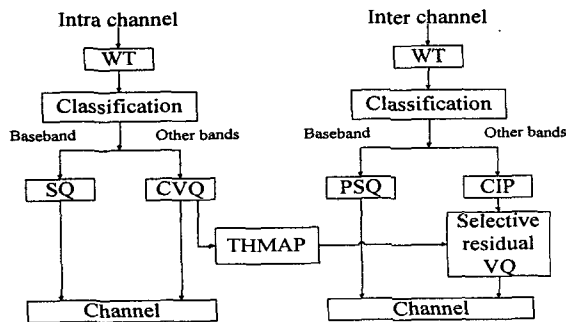 Intra channel
WT
Classification
Baseband
Other bands
SQ
CVQ
THMAP
Channel
Inter channel
WT
Classification
Baseband
Other bands
PSQ
CIP
Selective
residual
VQ
Channel